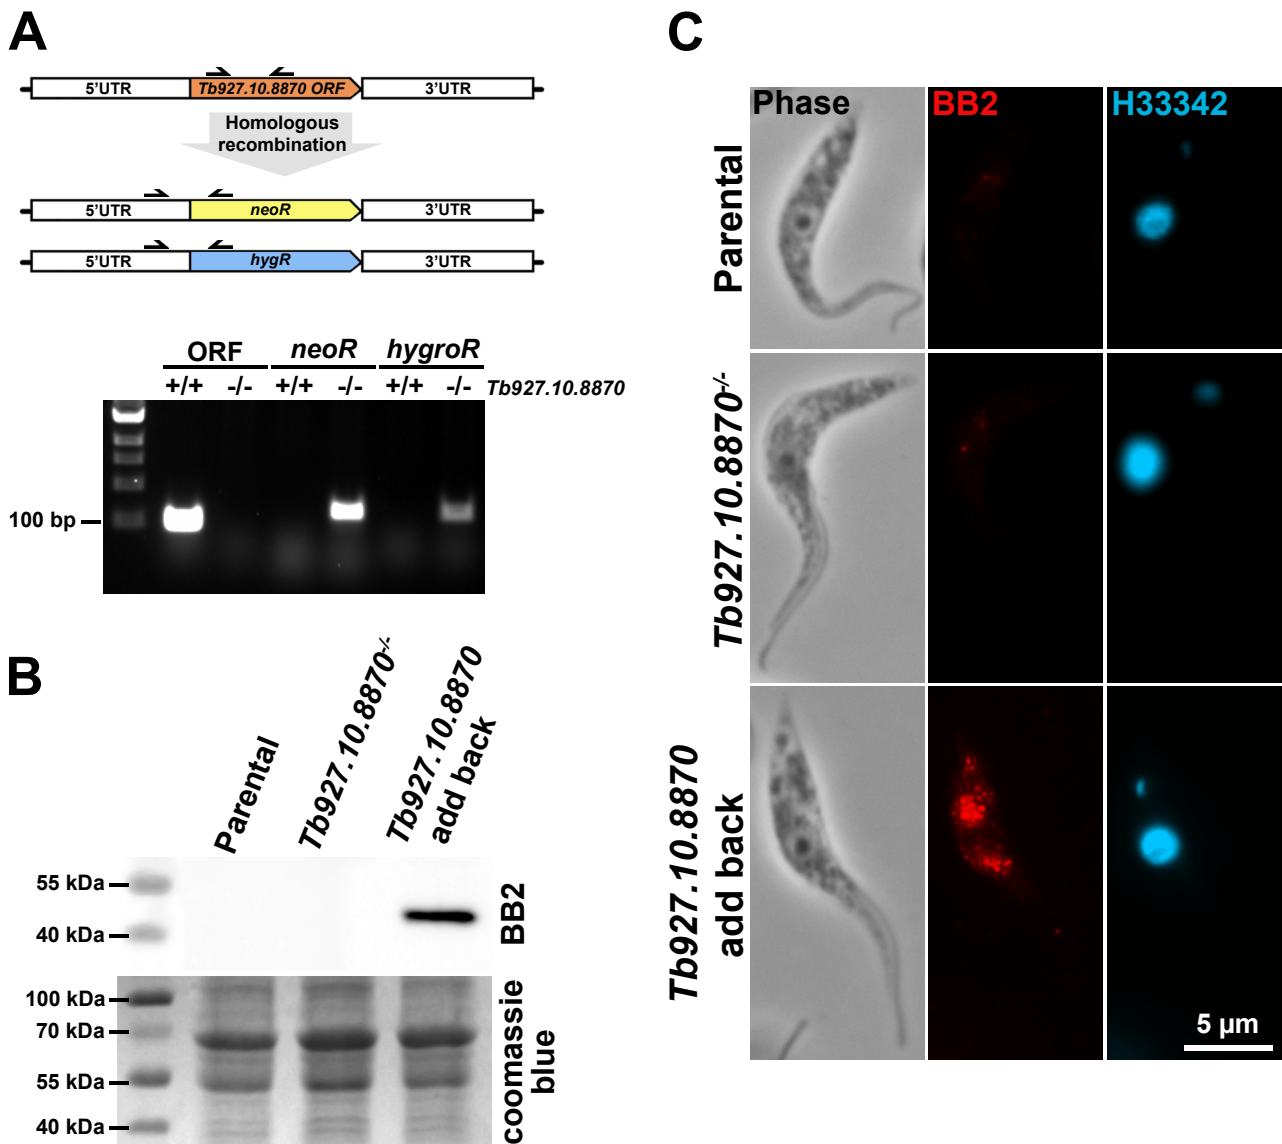 A
5'UTR Tb927.10.8870 ORF 3'UTR
Homologous
recombination
5'UTR neoR 3'UTR
5'UTR hygR 3'UTR
ORF neoR hygroR
+/+ -/- +/+ -/- +/+ -/- Tb927.10.8870
100 bp
B
Parental
Tb927.10.8870-/-
Tb927.10.8870
add back
55 kDa
40 kDa
BB2
100 kDa
70 kDa
55 kDa
40 kDa
coomassie
blue
C
Phase BB2 H33342
Parental
Tb927.10.8870-/-
Tb927.10.8870
add back
5 µm